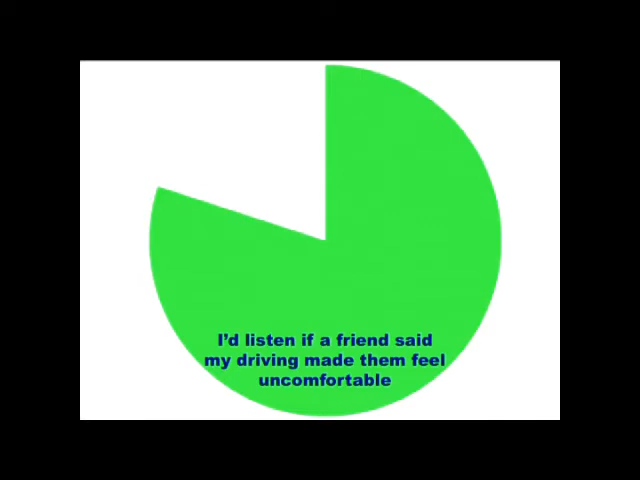 I'd listen if a friend said
my driving made them feel
uncomfortable